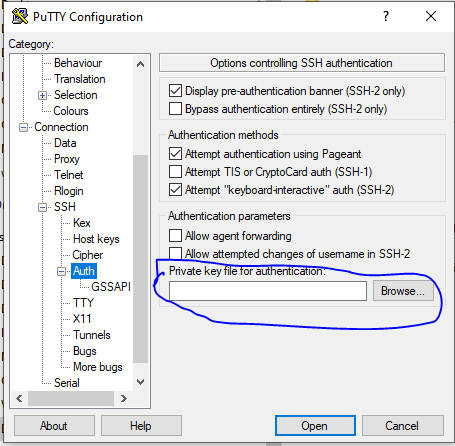 PuTTY Configuration
Category:
Behaviour
Translation
Selection
Colours
Connection
Data
Proxy
Telnet
Rlogin
SSH
Kex
Host keys
Cipher
Auth
GSSAPI
TTY
X11
Tunnels
Bugs
More bugs
Serial
Options controlling SSH authentication
Display pre-authentication banner (SSH-2 only)
Bypass authentication entirely (SSH-2 only)
Authentication methods
Attempt authentication using Pageant
Attempt TIS or CryptoCard auth (SSH-1)
Attempt "keyboard-interactive" auth (SSH-2)
Authentication parameters
Allow agent forwarding
Allow attempted changes of username in SSH-2
Private key file for authentication:
Browse...
About
Help
Open
Cancel